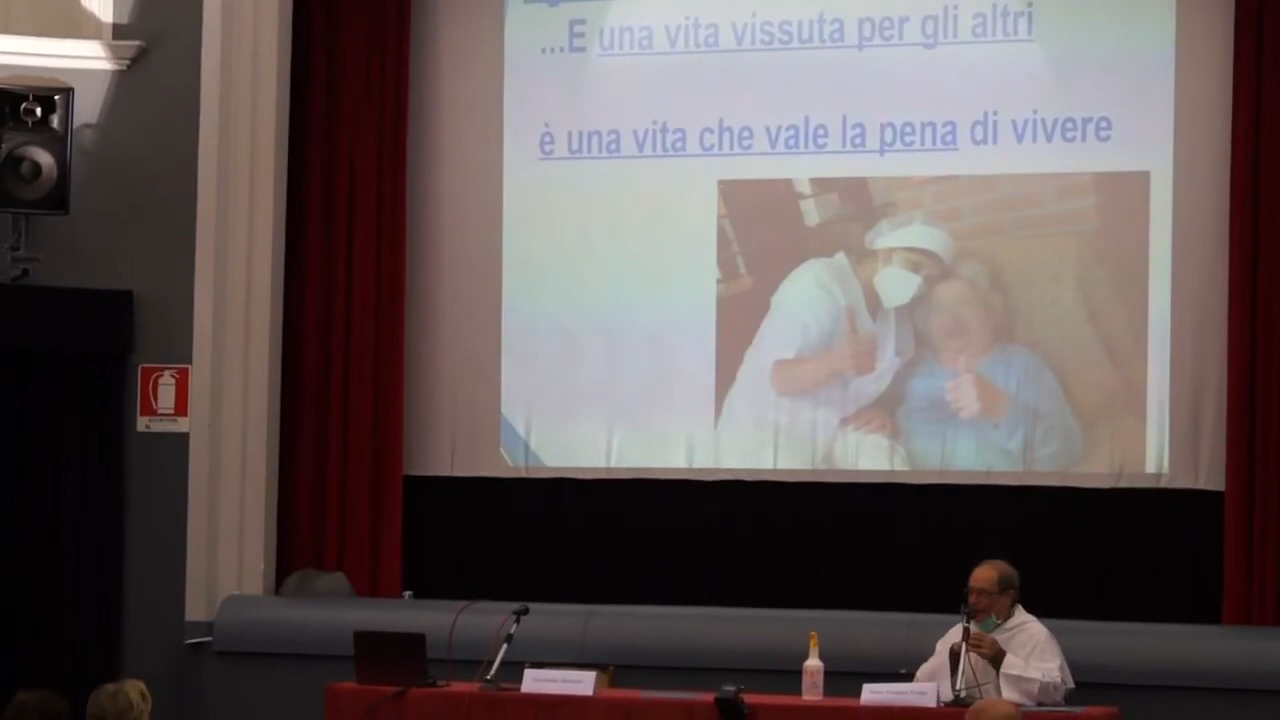 ...E una vita vissuta per gli altri
è una vita che vale la pena di vivere